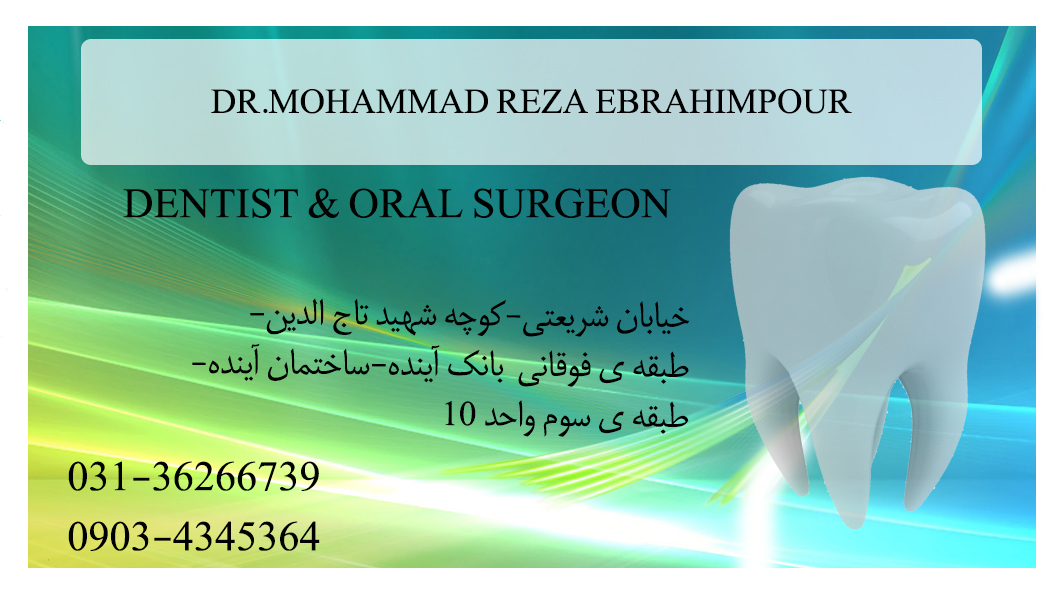 DR.MOHAMMAD REZA EBRAHIMPOUR
DENTIST & ORAL SURGEON
خیابان شریعتی-کوچه شهید تاج الدین-
طبقه ی فوقانی بانک آینده-ساختمان آینده-
طبقه ی سوم واحد 10
031-36266739
0903-4345364